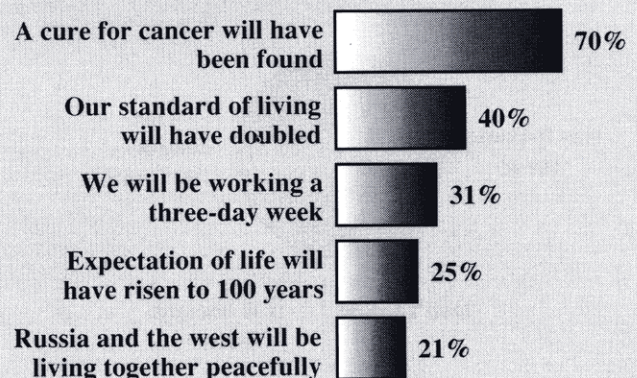 A cure for cancer will have
been found
70%
Our standard of living
will have doubled
40%
We will be working a
three-day week
31%
Expectation of life will
have risen to 100 years
25%
Russia and the west will be
living together peacefully
21%